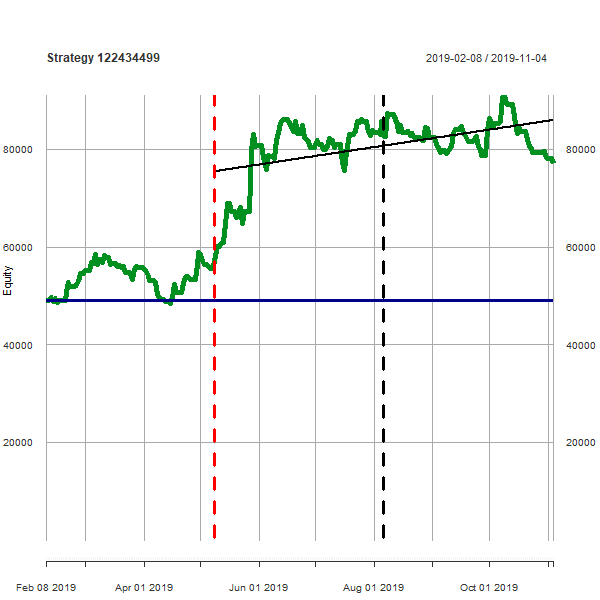 Strategy 122434499
2019-02-08 / 2019-11-04
80000 80000
60000 60000
Equity
40000 40000
20000 20000
Feb 08 2019 Apr 01 2019 Jun 01 2019 Aug 01 2019 Oct 01 2019